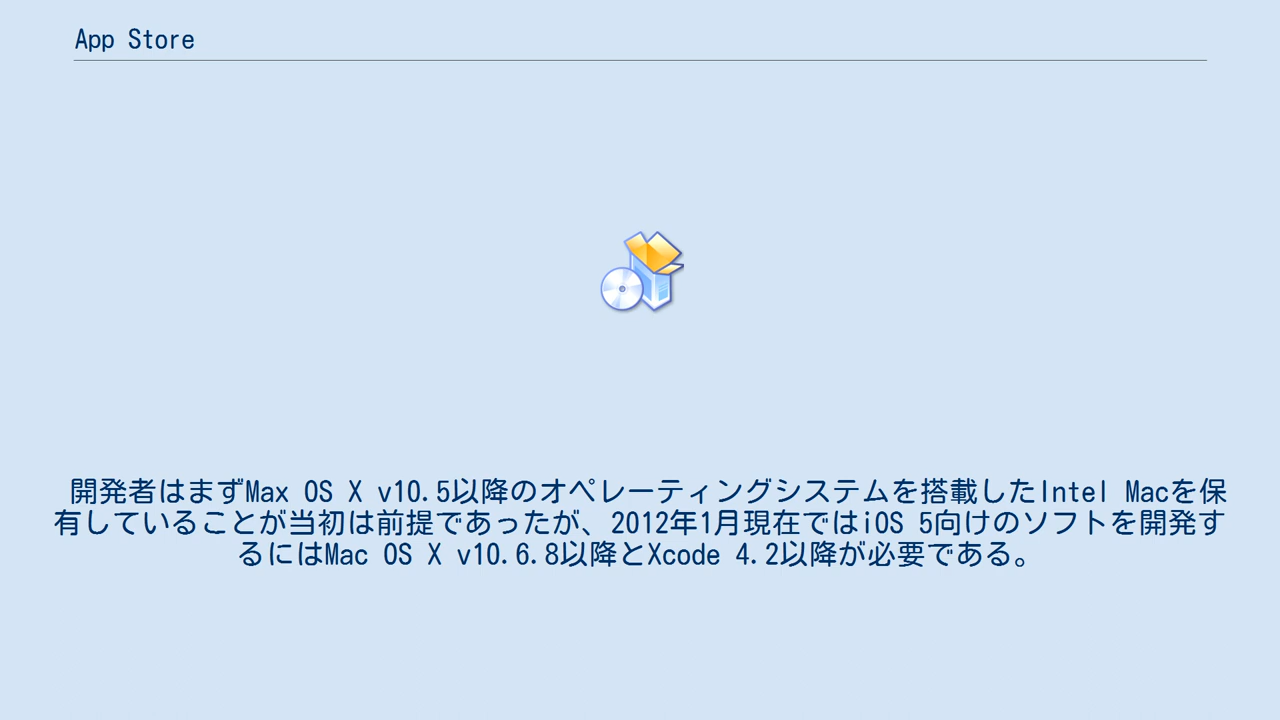 App Store
開発者はまずMax OS X v10.5以降のオペレーティングシステムを搭載したIntel Macを保
有していることが当初は前提であったが、2012年1月現在ではiOS 5向けのソフトを開発す
るにはMac OS X v10.6.8以降とXcode 4.2以降が必要である。